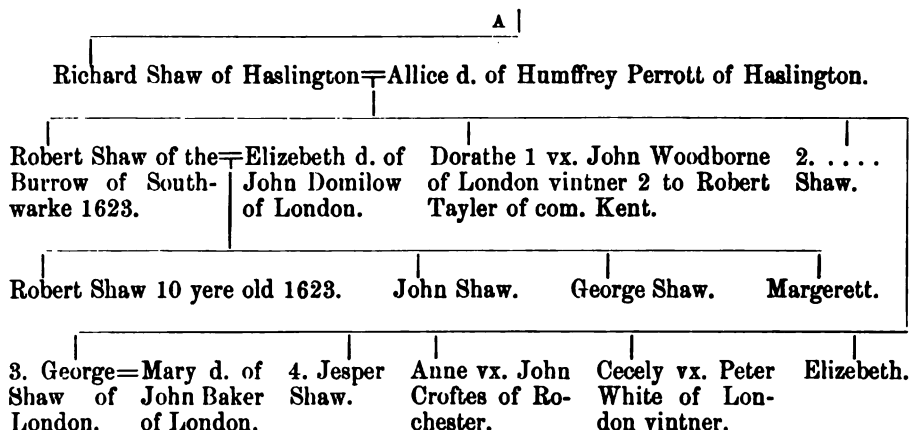 A
Richard Shaw of Haslington=Allice d. of Humffrey Perrott of Haslington.
Robert Shaw of the=Elizebeth d. of Dorathe 1 vx. John Woodborne 2. . . . . .
Burrow of South- John Domilow of London vintner 2 to Robert Shaw.
warke 1623. of London. Tayler of com. Kent.
Robert Shaw 10 yere old 1623. John Shaw. George Shaw. Margerett.
3. George=Mary d. of 4. Jesper Anne vx. John Cecely vx. Peter Elizebeth.
Shaw of John Baker Shaw. Croftes of Ro- White of Lon-
London. of London. chester. don vintner.